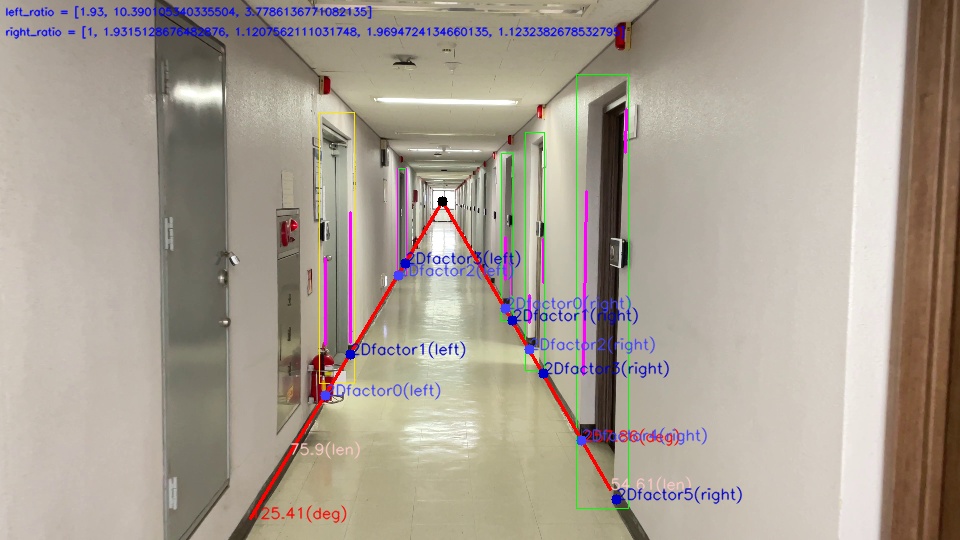 left_ratio = [1.93, 10.390105340335504, 3.7786136771082135]
right_ratio = [1, 1.9315128676482876, 1.1207562111031748, 1.9694724134660135, 1.1232382678532795]
2Dfactor3(left)
2Dfactor2(left)
2Dfactor0(right)
2Dfactor1(right)
2Dfactor1(left)
2Dfactor2(right)
2Dfactor3(right)
2Dfactor0(left)
75.9(len)
54.61(len)
2Dfactor5(right)
25.41(deg)